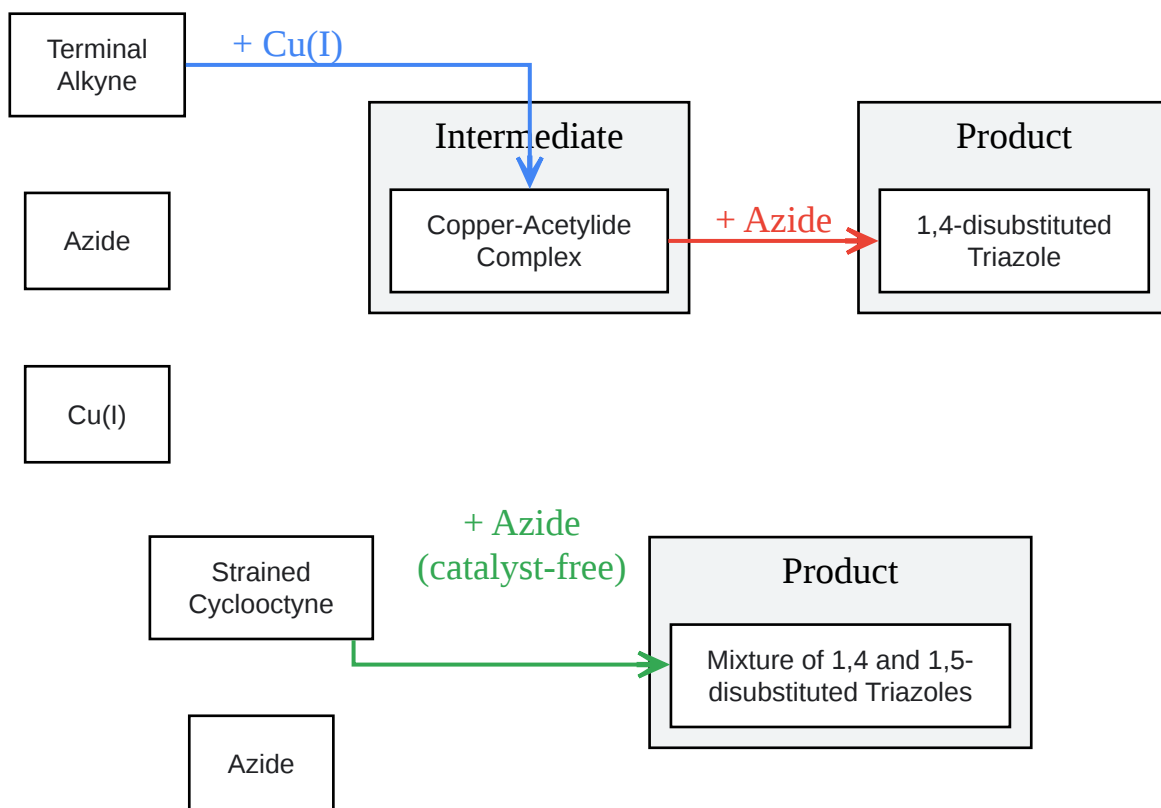 Terminal
Alkyne
+ Cu(I)
Intermediate
Product
Azide
Copper-Acetylide
Complex
+ Azide
1,4-disubstituted
Triazole
Cu(I)
+ Azide
(catalyst-free)
Strained
Cyclooctyne
Product
Mixture of 1,4 and 1,5-
disubstituted Triazoles
Azide